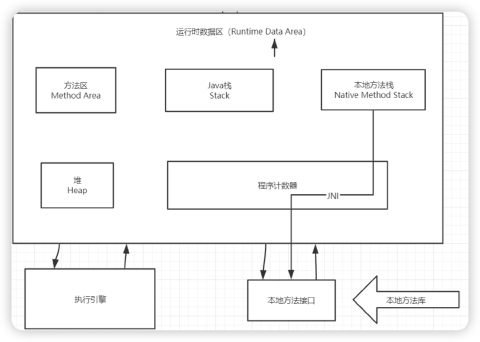 运行时数据区（Runtime Data Area）
方法区
Method Area
Java栈
Stack
本地方法栈
Native Method Stack
堆
Heap
程序计数器
JNI
执行引擎
本地方法接口
本地方法库